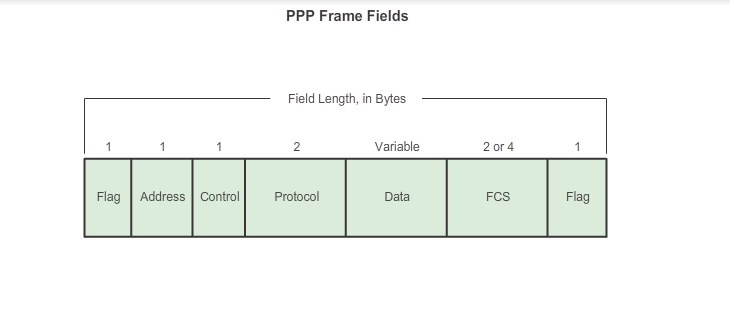 PPP Frame Fields
Field Length, in Bytes
1 1 1 2 Variable 2 or 4 1
Flag Address Control Protocol Data FCS Flag